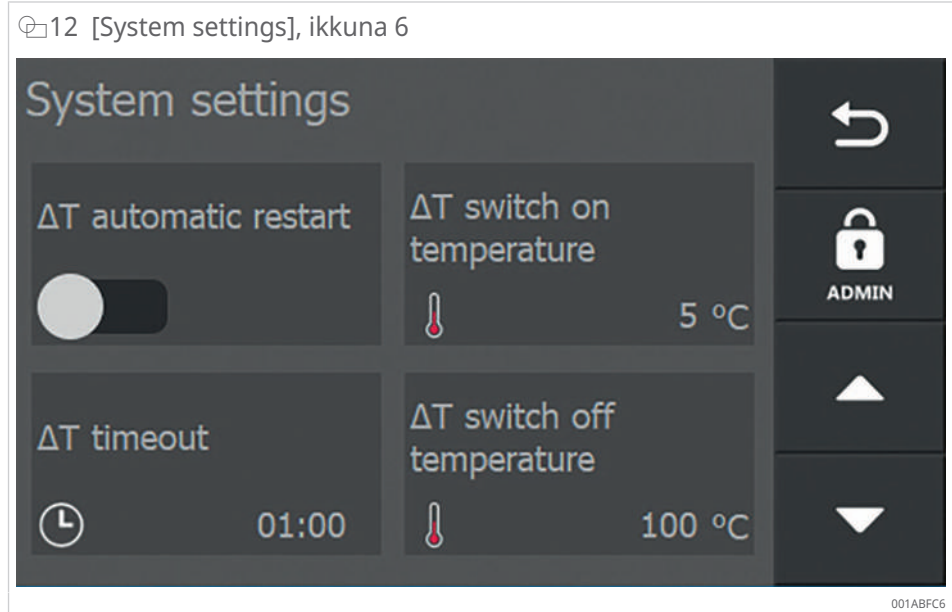 12 [System settings], ikkuna 6
System settings
ΔT automatic restart
ΔT switch on
temperature
5 °C
ADMIN
ΔT timeout
01:00
ΔT switch off
temperature
100 °C
001ABFC6